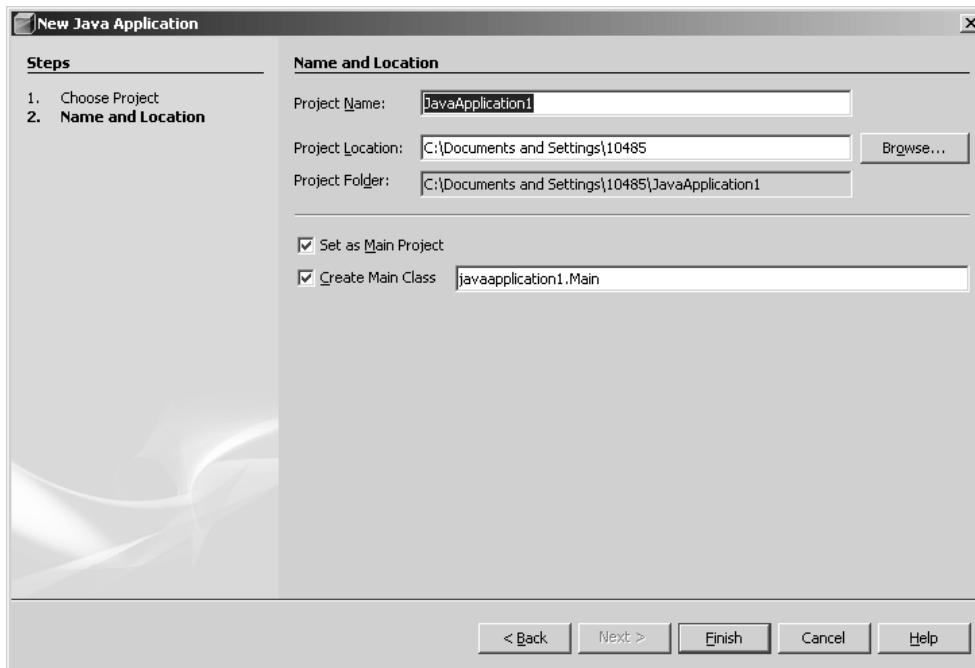 New Java Application
Steps
1. Choose Project
2. Name and Location
Name and Location
Project Name: JavaApplication1
Project Location: C:\Documents and Settings\10485 Browse...
Project Folder: C:\Documents and Settings\10485\JavaApplication1
Set as Main Project
Create Main Class javaapplication1.Main
< Back Next > Finish Cancel Help